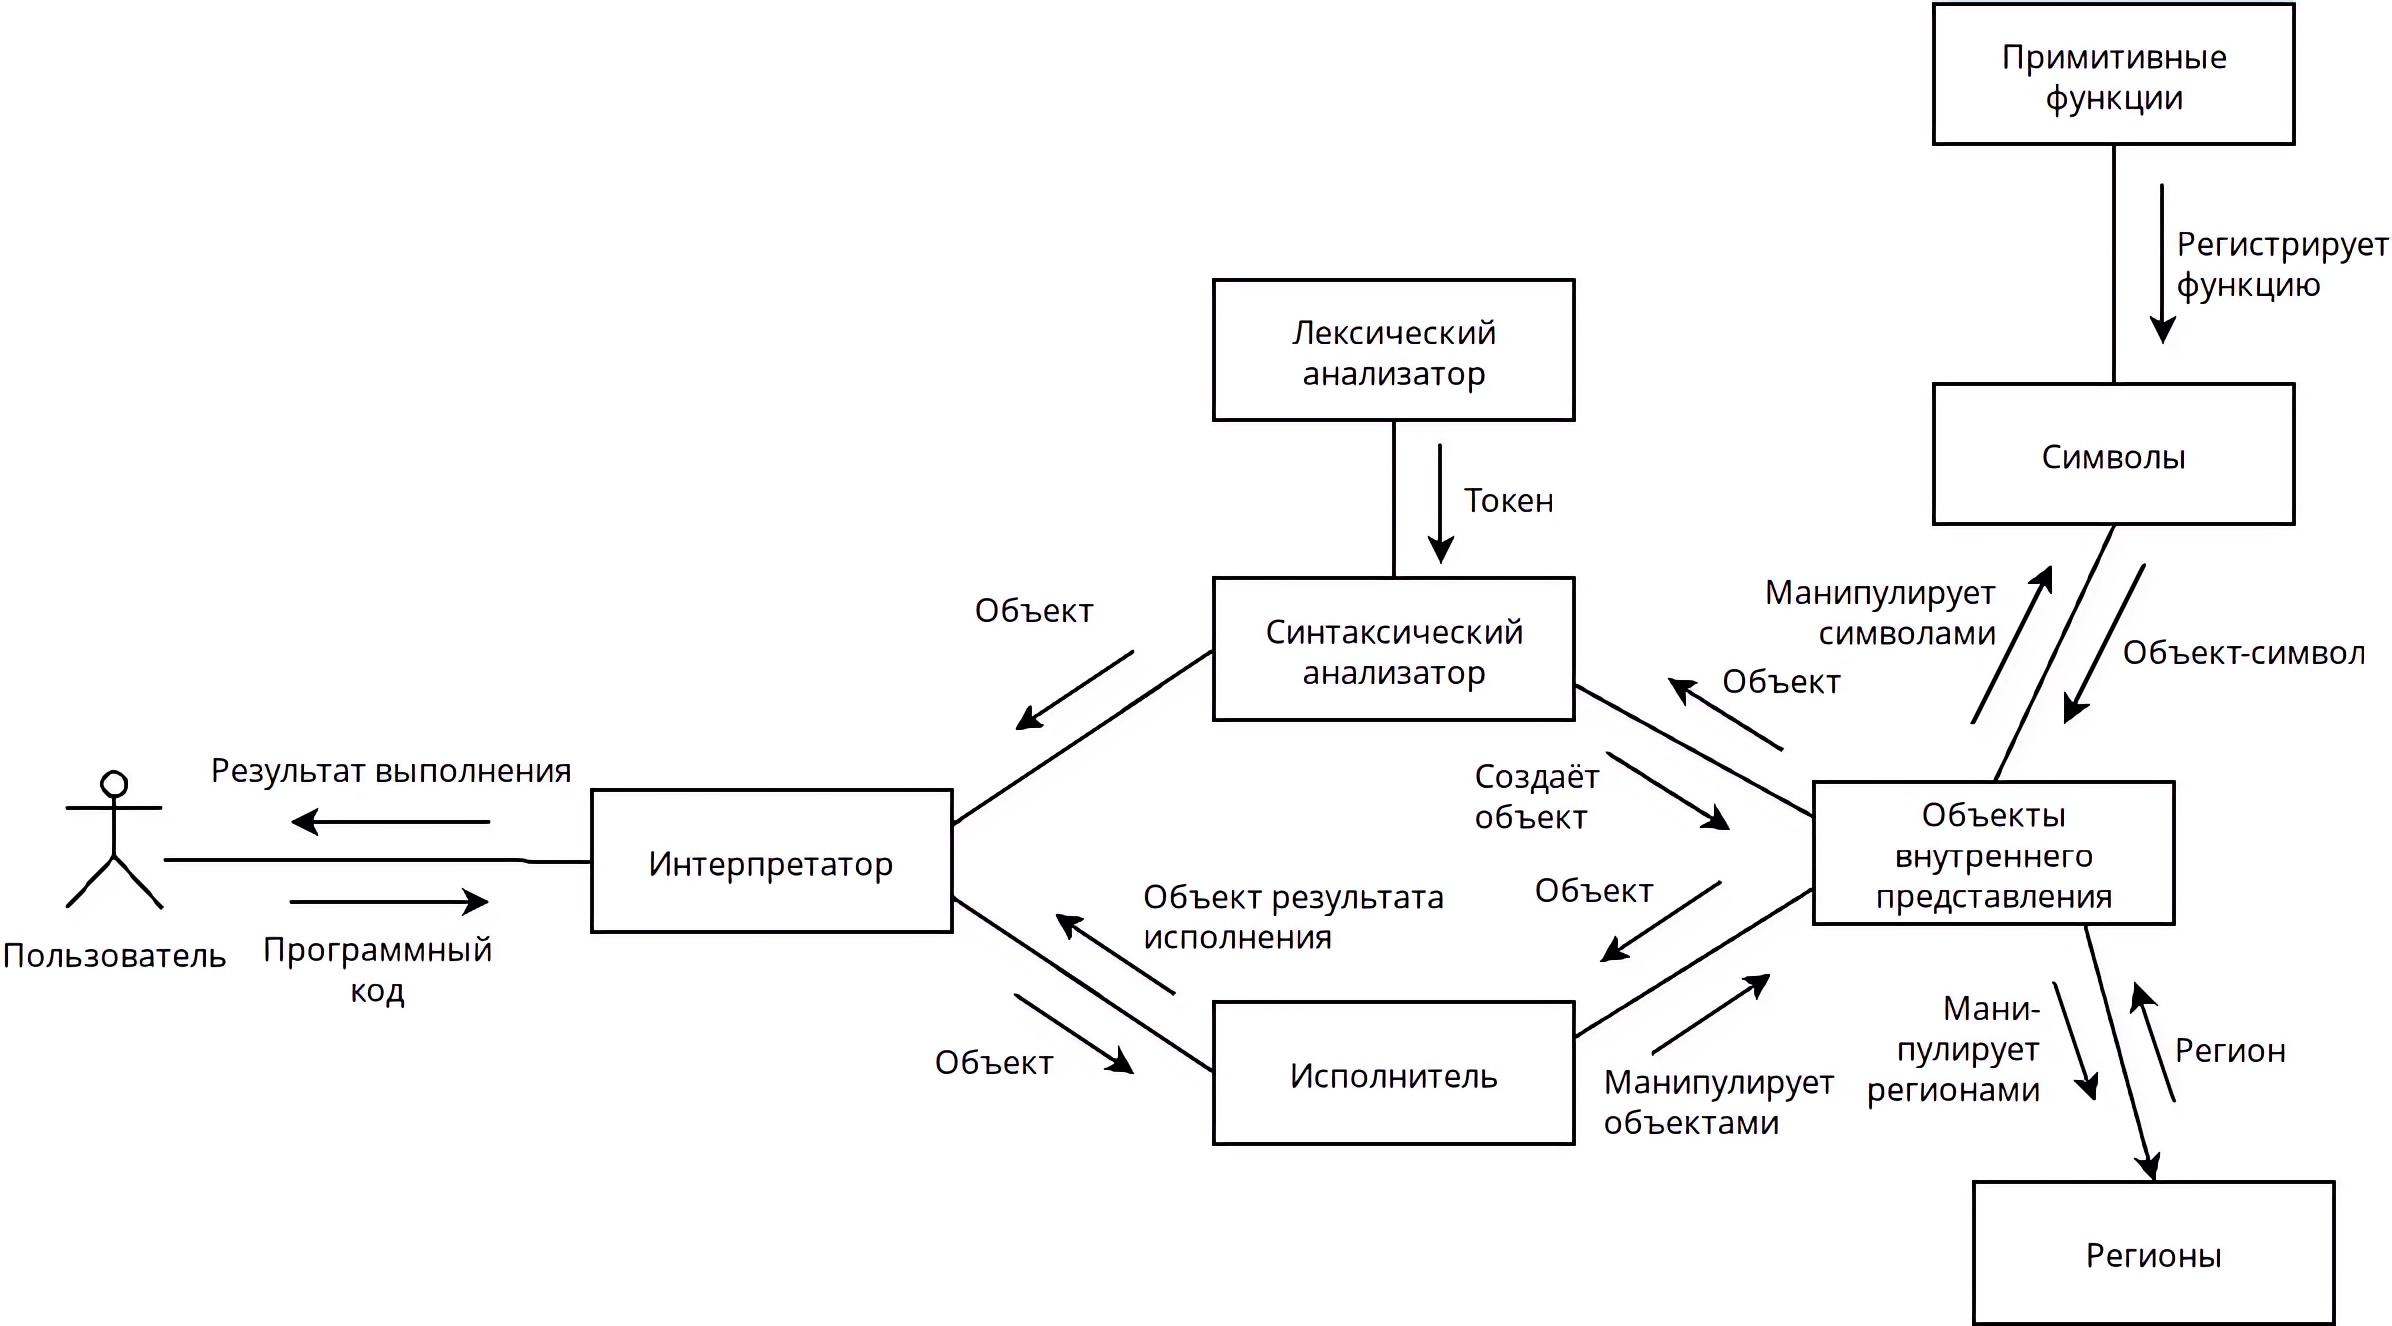 Примитивные
функции
Регистрирует
функцию
Лексический
анализатор
Символы
Токен
Манипулирует
символами
Объект
Синтаксический
анализатор
Объект-символ
Объект
Результат выполнения
Создаёт
объект
Объекты
внутреннего
представления
Интерпретатор
Объект результата
исполнения
Объект
Пользователь
Программный
код
Мани-
пулирует
регионами
Регион
Объект
Исполнитель
Манипулирует
объектами
Регионы